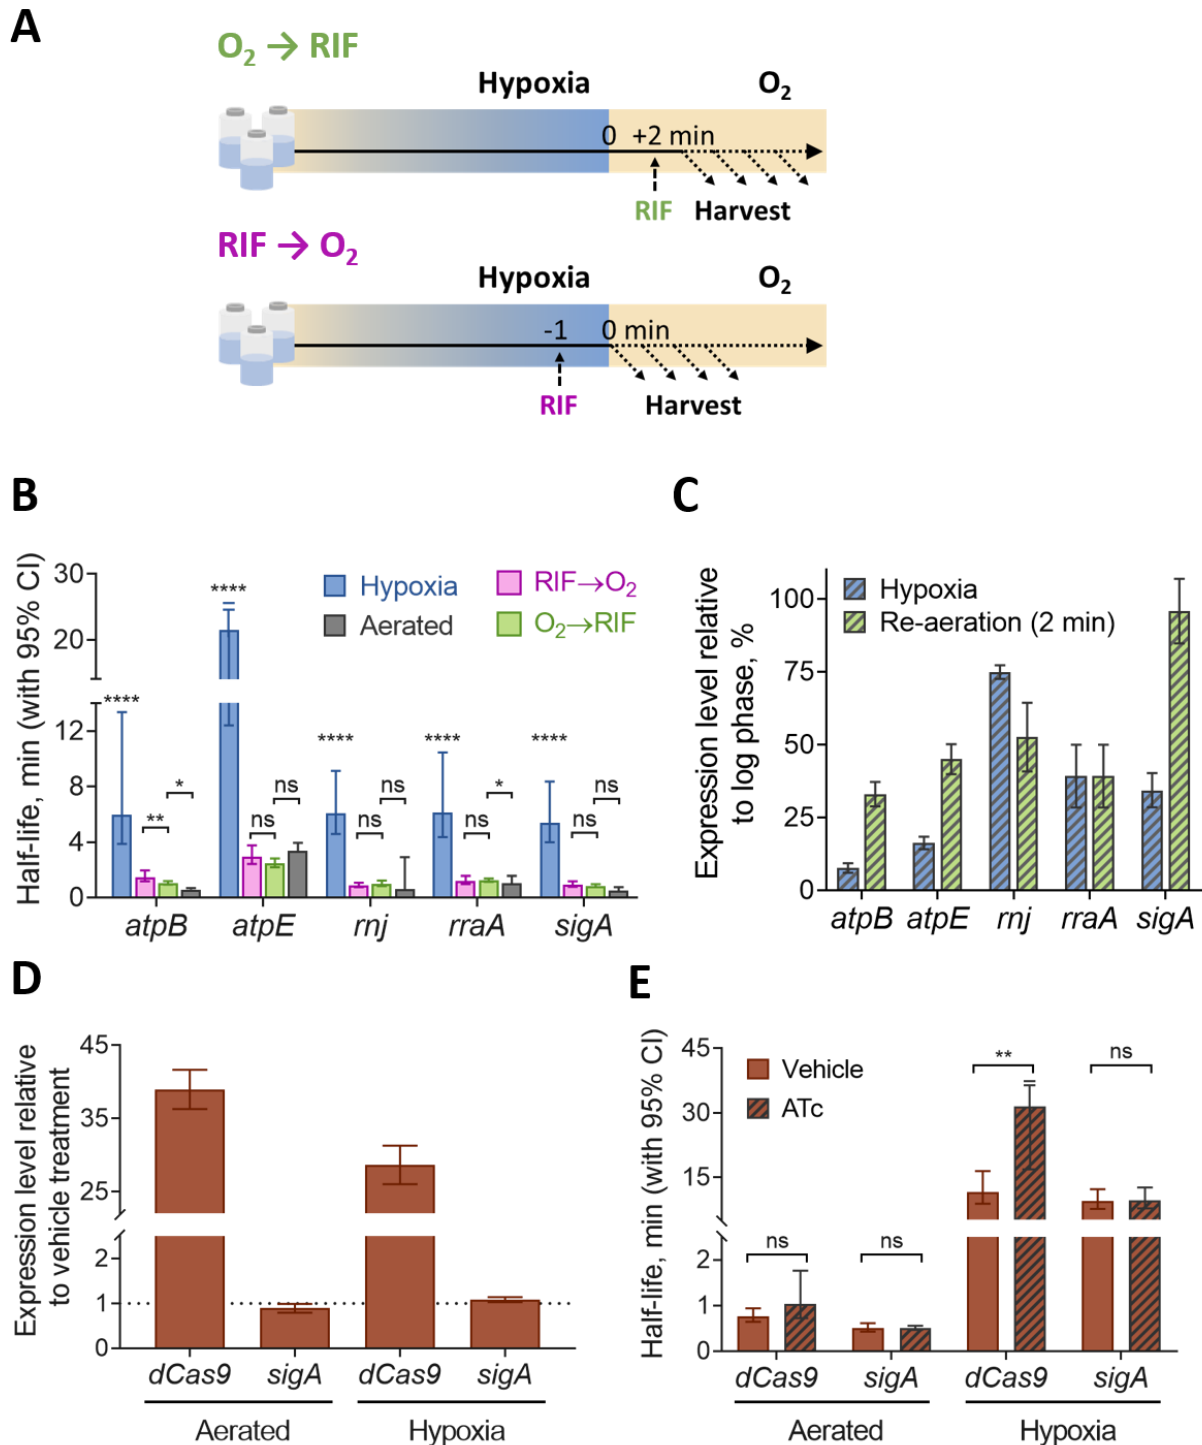 A
O₂ → RIF
Hypoxia O₂
0 +2 min
RIF Harvest
RIF → O₂
Hypoxia O₂
-1 0 min
RIF Harvest
B
Half-life, min (with 95% CI)
30
20
12
8
4
0
Hypoxia
Aerated
RIF→O₂
O₂→RIF
**** **** **** **** ****
** * ns ns ns ns ns * ns ns
atpB atpE rnj rraA sigA
C
Expression level relative
to log phase, %
100
75
50
25
0
Hypoxia
Re-aeration (2 min)
atpB atpE rnj rraA sigA
D
Expression level relative
to vehicle treatment
45
35
25
2
1
0
dCas9 sigA dCas9 sigA
Aerated Hypoxia
E
Half-life, min (with 95% CI)
45
30
15
2
1
0
Vehicle
ATc
ns ns ** ns
dCas9 sigA dCas9 sigA
Aerated Hypoxia